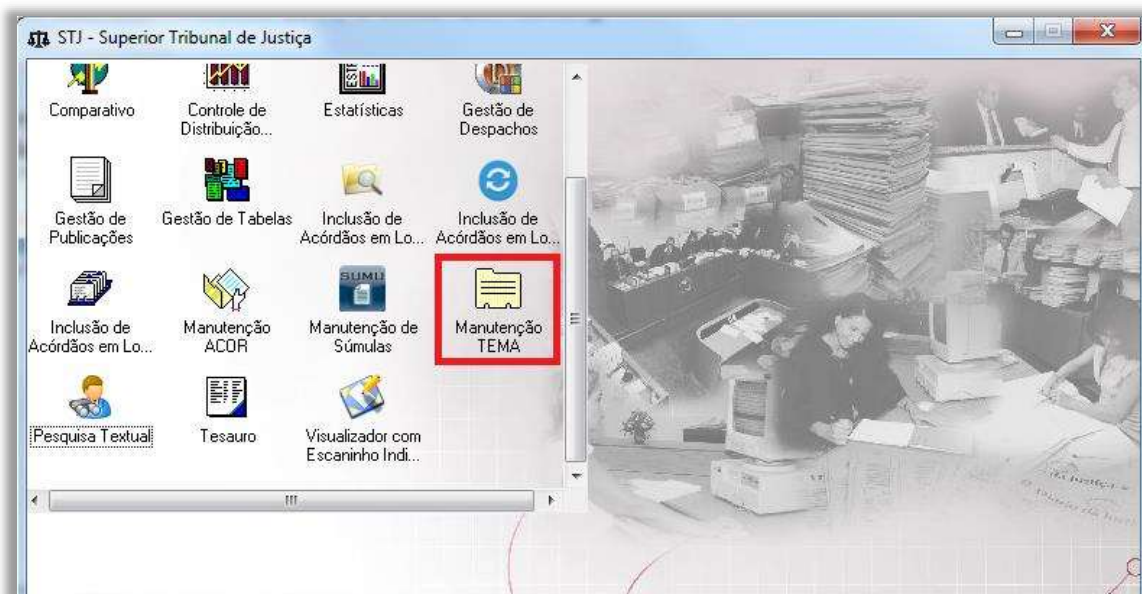 STJ - Superior Tribunal de Justiça
Comparativo
Controle de
Distribuição...
Estatísticas
Gestão de
Despachos
Gestão de
Publicações
Gestão de Tabelas
Inclusão de
Acórdãos em Lo...
Inclusão de
Acórdãos em Lo...
Inclusão de
Acórdãos em Lo...
Manutenção
ACOR
SUMU
Manutenção de
Súmulas
Manutenção
TEMA
Pesquisa Textual
Tesauro
Visualizador com
Escaninho Indi...